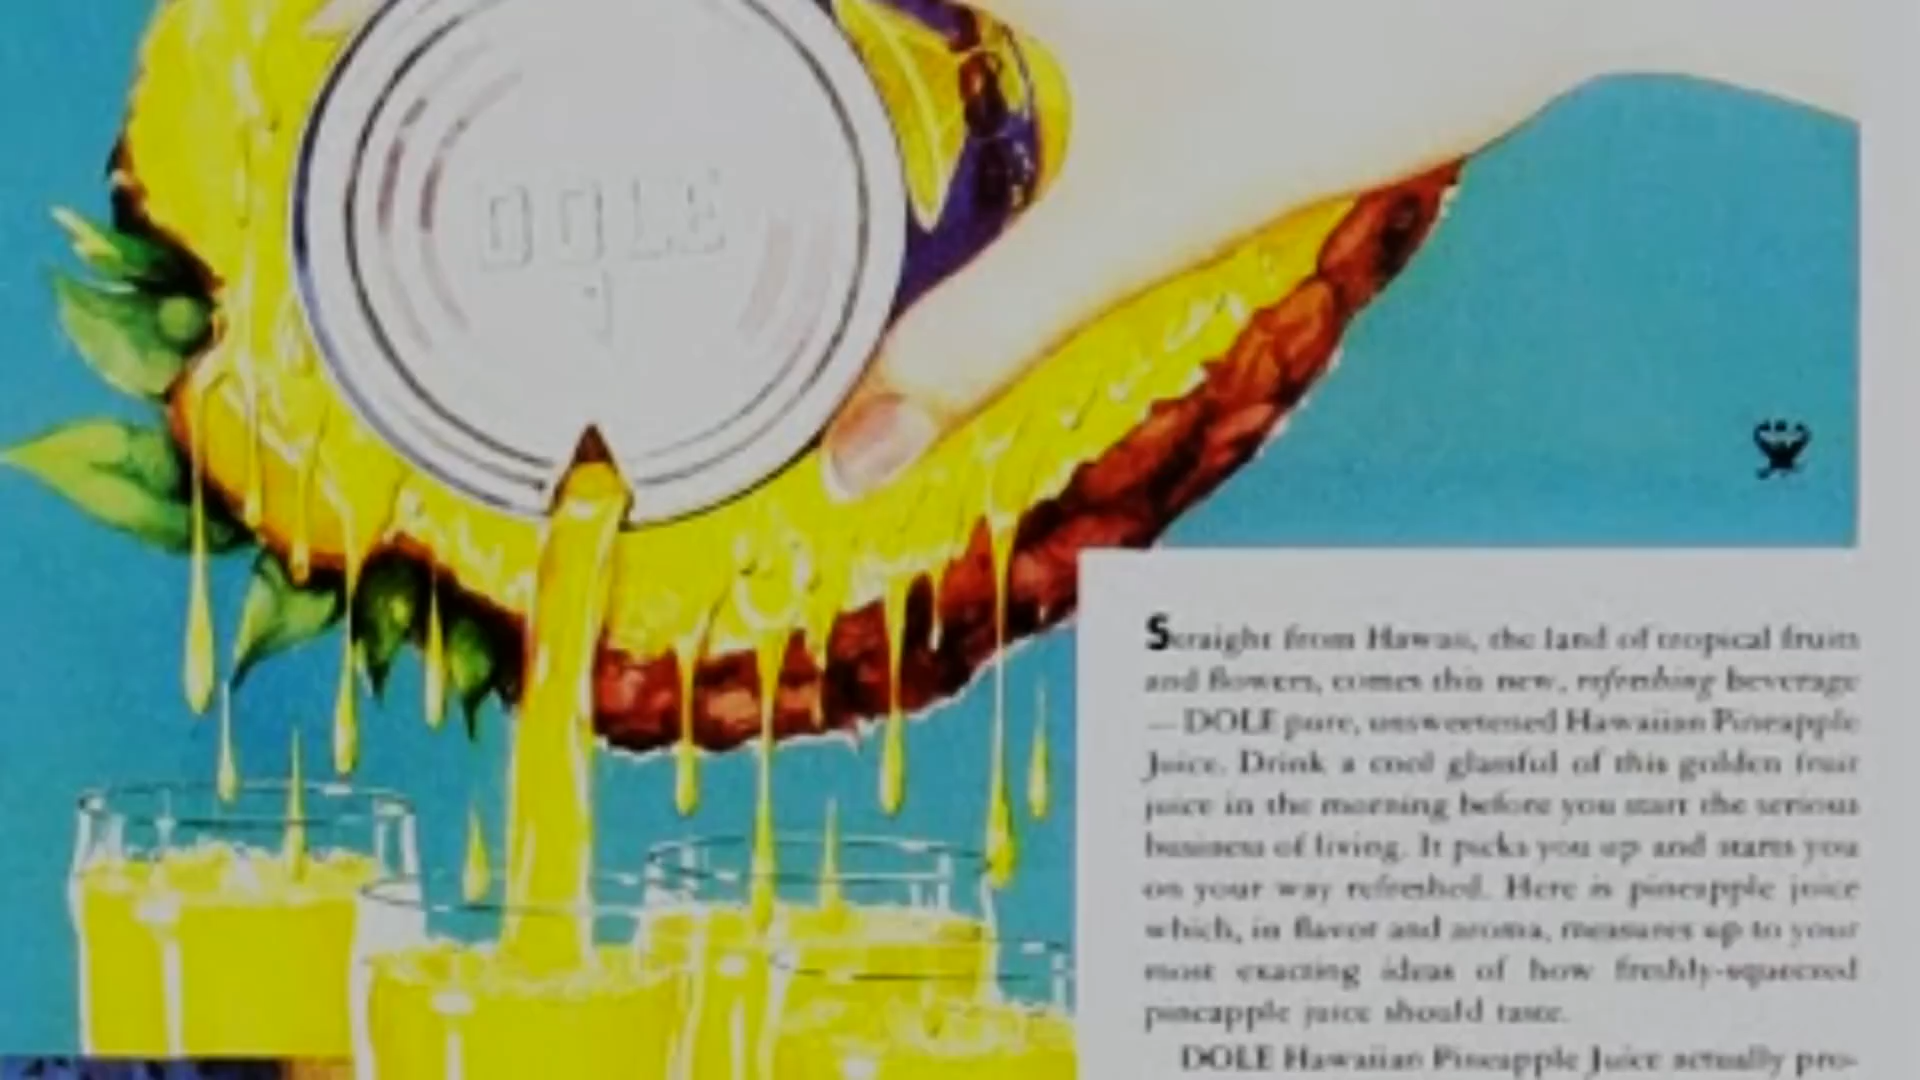 DOLE
Straight from Hawaii, the land of tropical fruits
and flowers, comes this new, refreshing beverage
— DOLE pure, unsweetened Hawaiian Pineapple
Juice. Drink a cool glassful of this golden fruit
juice in the morning before you start the serious
business of living. It picks you up and starts you
on your way refreshed. Here is pineapple juice
which, in flavor and aroma, measures up to your
most exacting ideas of how freshly-squeezed
pineapple juice should taste.
DOLE Hawaiian Pineapple Juice actually pro-